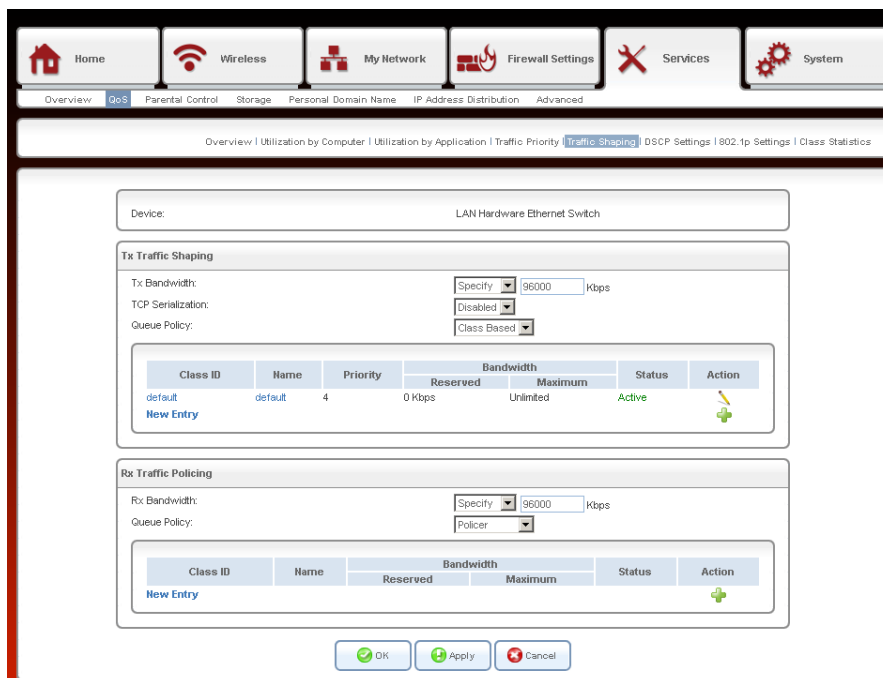 Home Wireless My Network Firewall Settings Services System
Overview QoS Parental Control Storage Personal Domain Name IP Address Distribution Advanced
Overview | Utilization by Computer | Utilization by Application | Traffic Priority | Traffic Shaping | DSCP Settings | 802.1p Settings | Class Statistics
Device: LAN Hardware Ethernet Switch
Tx Traffic Shaping
Tx Bandwidth: Specify 96000 Kbps
TCP Serialization: Disabled
Queue Policy: Class Based
Class ID Name Priority Bandwidth Status Action
Reserved Maximum
default default 4 0 Kbps Unlimited Active
New Entry
Rx Traffic Policing
Rx Bandwidth: Specify 96000 Kbps
Queue Policy: Policer
Class ID Name Bandwidth Status Action
Reserved Maximum
New Entry
OK Apply Cancel